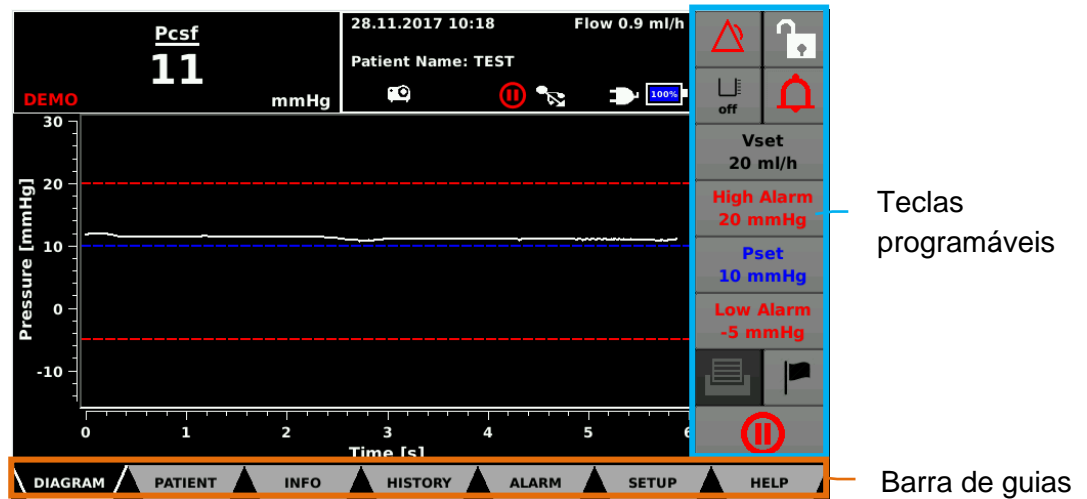 Pcsf
11
DEMO
mmHg
28.11.2017 10:18
Flow 0.9 ml/h
Patient Name: TEST
100%
off
Vset
20 ml/h
High Alarm
20 mmHg
Pset
10 mmHg
Low Alarm
-5 mmHg
Teclas
programáveis
Pressure [mmHg]
30
20
10
0
-10
0
1
2
3
4
5
6
Time [s]
DIAGRAM
PATIENT
INFO
HISTORY
ALARM
SETUP
HELP
Barra de guias